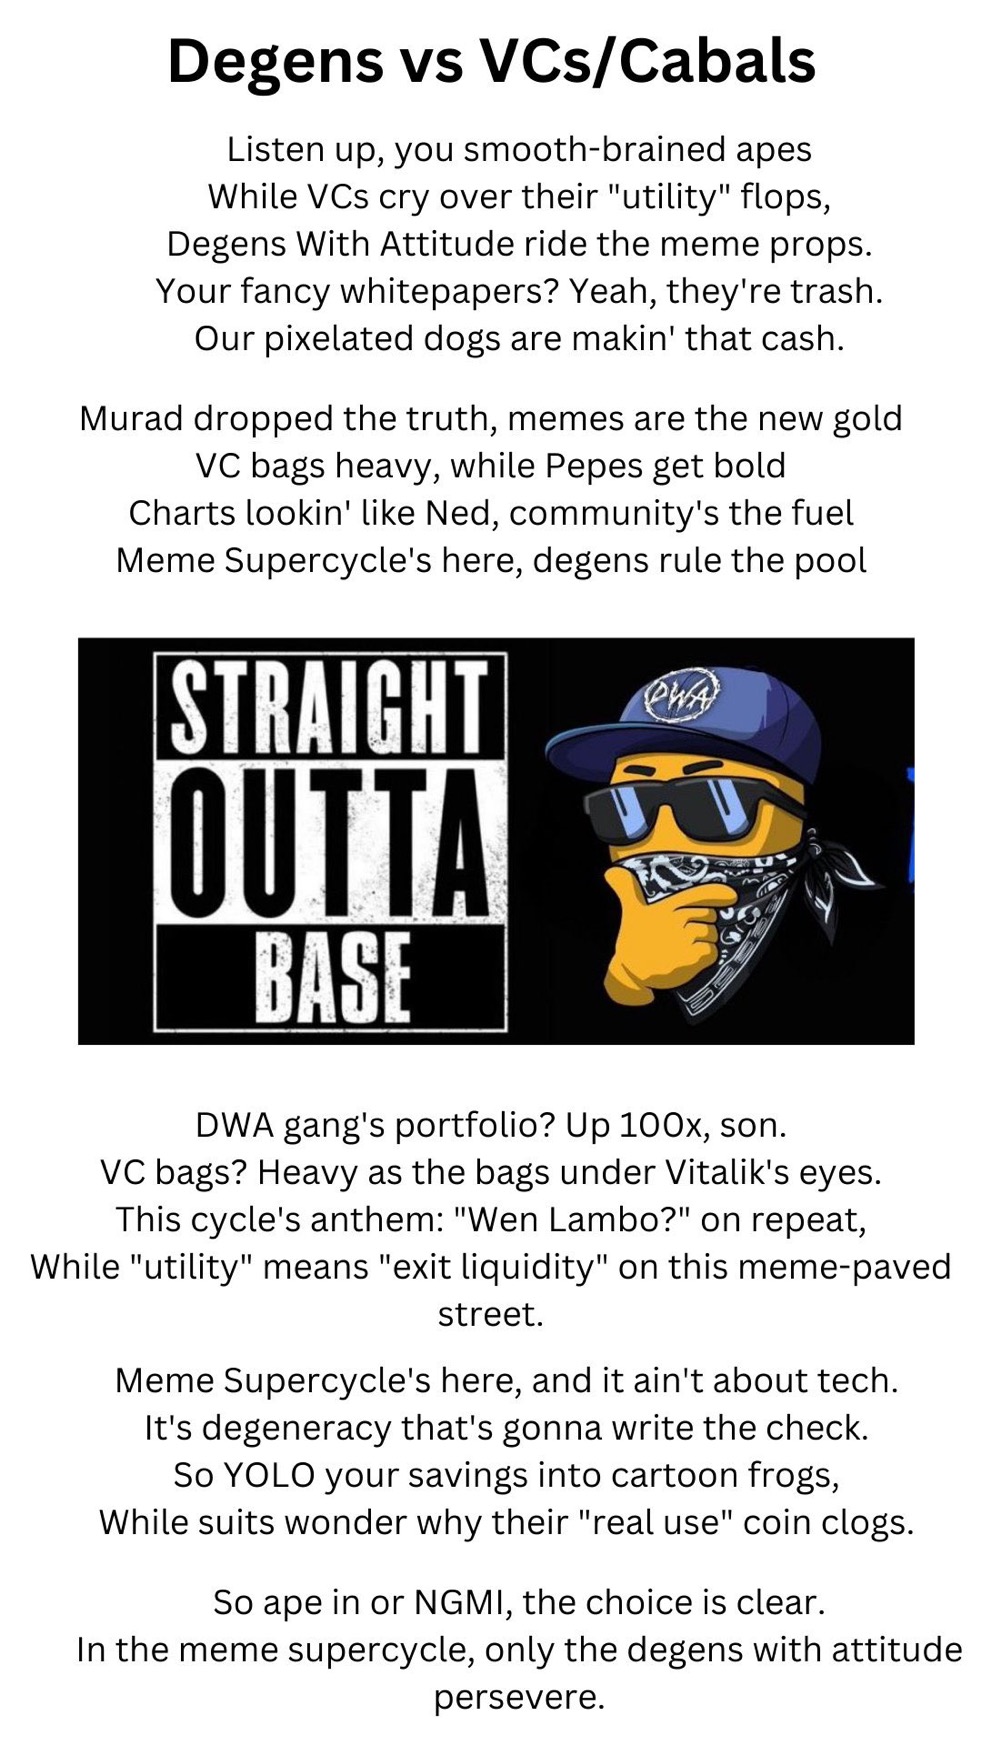 Degens vs VCs/Cabals
Listen up, you smooth-brained apes
While VCs cry over their "utility" flops,
Degens With Attitude ride the meme props.
Your fancy whitepapers? Yeah, they're trash.
Our pixelated dogs are makin' that cash.
Murad dropped the truth, memes are the new gold
VC bags heavy, while Pepes get bold
Charts lookin' like Ned, community's the fuel
Meme Supercycle's here, degens rule the pool
STRAIGHT
OUTTA
BASE
DWA
DWA gang's portfolio? Up 100x, son.
VC bags? Heavy as the bags under Vitalik's eyes.
This cycle's anthem: "Wen Lambo?" on repeat,
While "utility" means "exit liquidity" on this meme-paved
street.
Meme Supercycle's here, and it ain't about tech.
It's degeneracy that's gonna write the check.
So YOLO your savings into cartoon frogs,
While suits wonder why their "real use" coin clogs.
So ape in or NGMI, the choice is clear.
In the meme supercycle, only the degens with attitude
persevere.